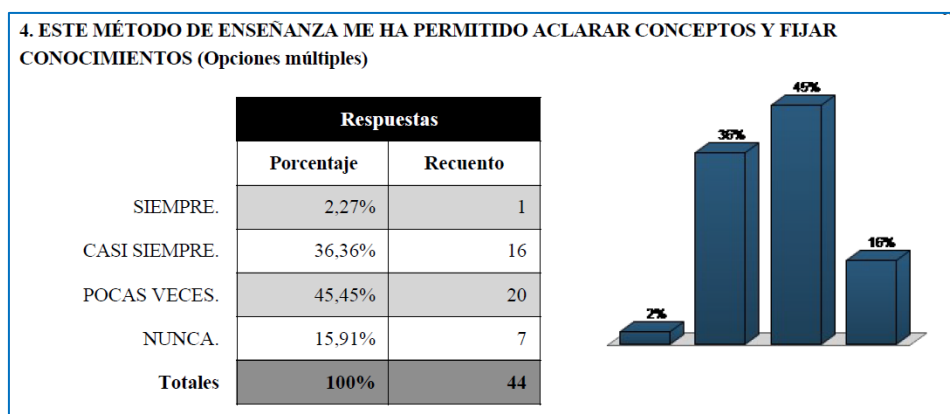 4. ESTE MÉTODO DE ENSEÑANZA ME HA PERMITIDO ACLARAR CONCEPTOS Y FIJAR
CONOCIMIENTOS (Opciones múltiples)
Respuestas
Porcentaje Recuento
SIEMPRE. 2,27% 1
CASI SIEMPRE. 36,36% 16
POCAS VECES. 45,45% 20
NUNCA. 15,91% 7
Totales 100% 44
45%
36%
16%
2%